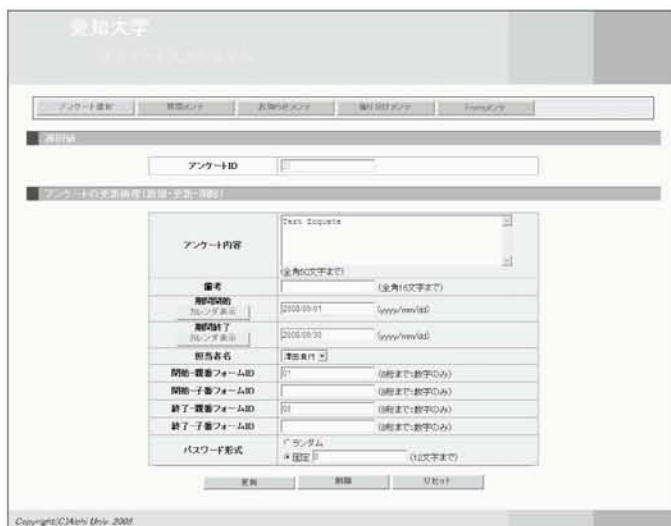 愛知大学
アンケート選択 質問メンテ お知らせメンテ 振り分けメンテ Formメンテ
選択値
アンケートID
アンケートの更新処理(新規・更新・削除)
アンケート内容 Test Enquete
(全角50文字まで)
備考 (全角16文字まで)
期間開始
カレンダ表示 (yyyy/mm/dd)
期間終了
カレンダ表示 (yyyy/mm/dd)
担当者名
開始-親番フォームID 01 (8桁まで:数字のみ)
開始-子番フォームID (8桁まで:数字のみ)
終了-親番フォームID (8桁まで:数字のみ)
終了-子番フォームID (8桁まで:数字のみ)
パスワード形式 ランダム
固定 (12文字まで)
更新 削除 リセット
Copyright(C)Aichi Univ. 2008.